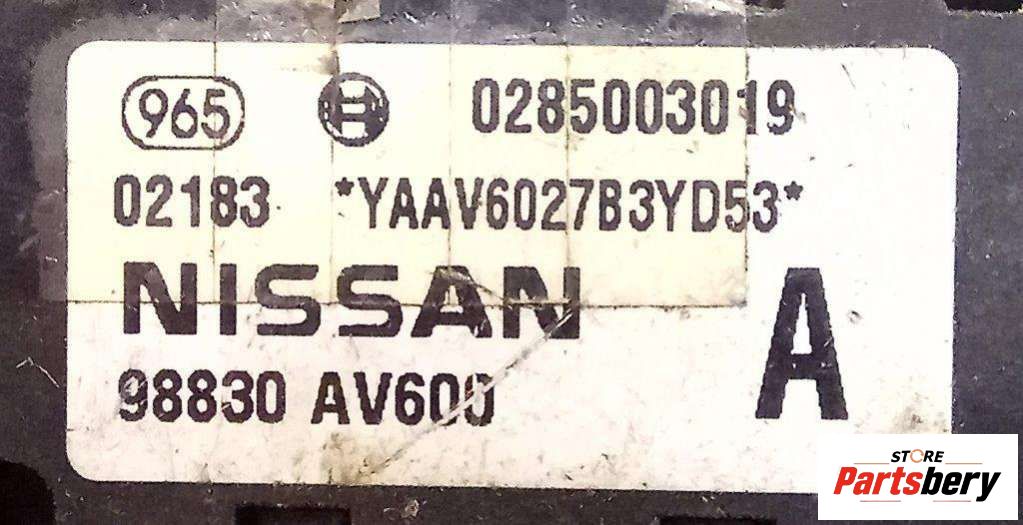 965 0285003019
02183 *YAAV6027B3YD53*
NISSAN A
98830 AV600
STORE
Partsbery